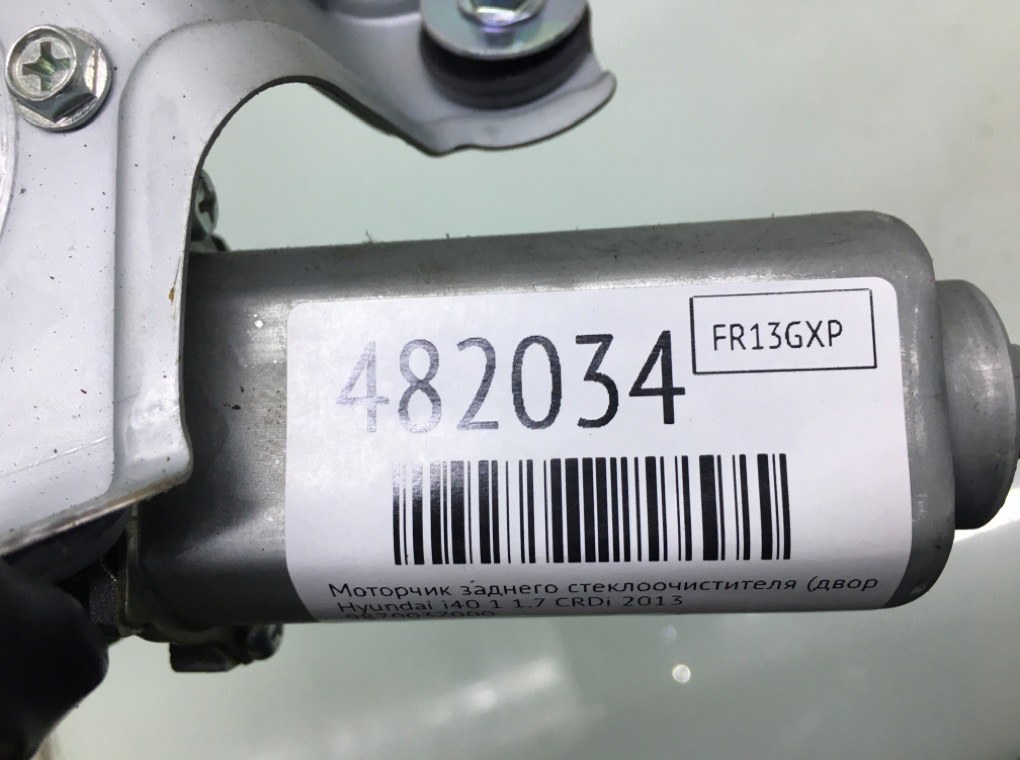 FR13GXP
482034
Моторчик заднего стеклоочистителя (двор
Hyundai i40 1 1.7 CRDi 2013